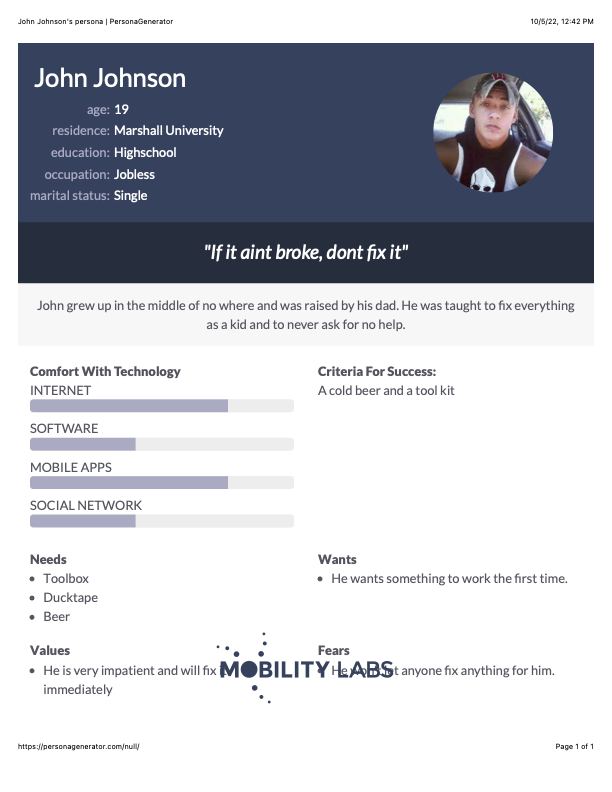 John Johnson's persona | PersonaGenerator 10/5/22, 12:42 PM
John Johnson
age: 19
residence: Marshall University
education: Highschool
occupation: Jobless
marital status: Single
"If it aint broke, dont fix it"
John grew up in the middle of no where and was raised by his dad. He was taught to fix everything
as a kid and to never ask for no help.
Comfort With Technology
INTERNET
SOFTWARE
MOBILE APPS
SOCIAL NETWORK
Criteria For Success:
A cold beer and a tool kit
Needs
Toolbox
Ducktape
Beer
Wants
He wants something to work the first time.
Values
He is very impatient and will fix
immediately
Fears
He let anyone fix anything for him.
MOBILITY LABS
https://personagenerator.com/null/ Page 1 of 1